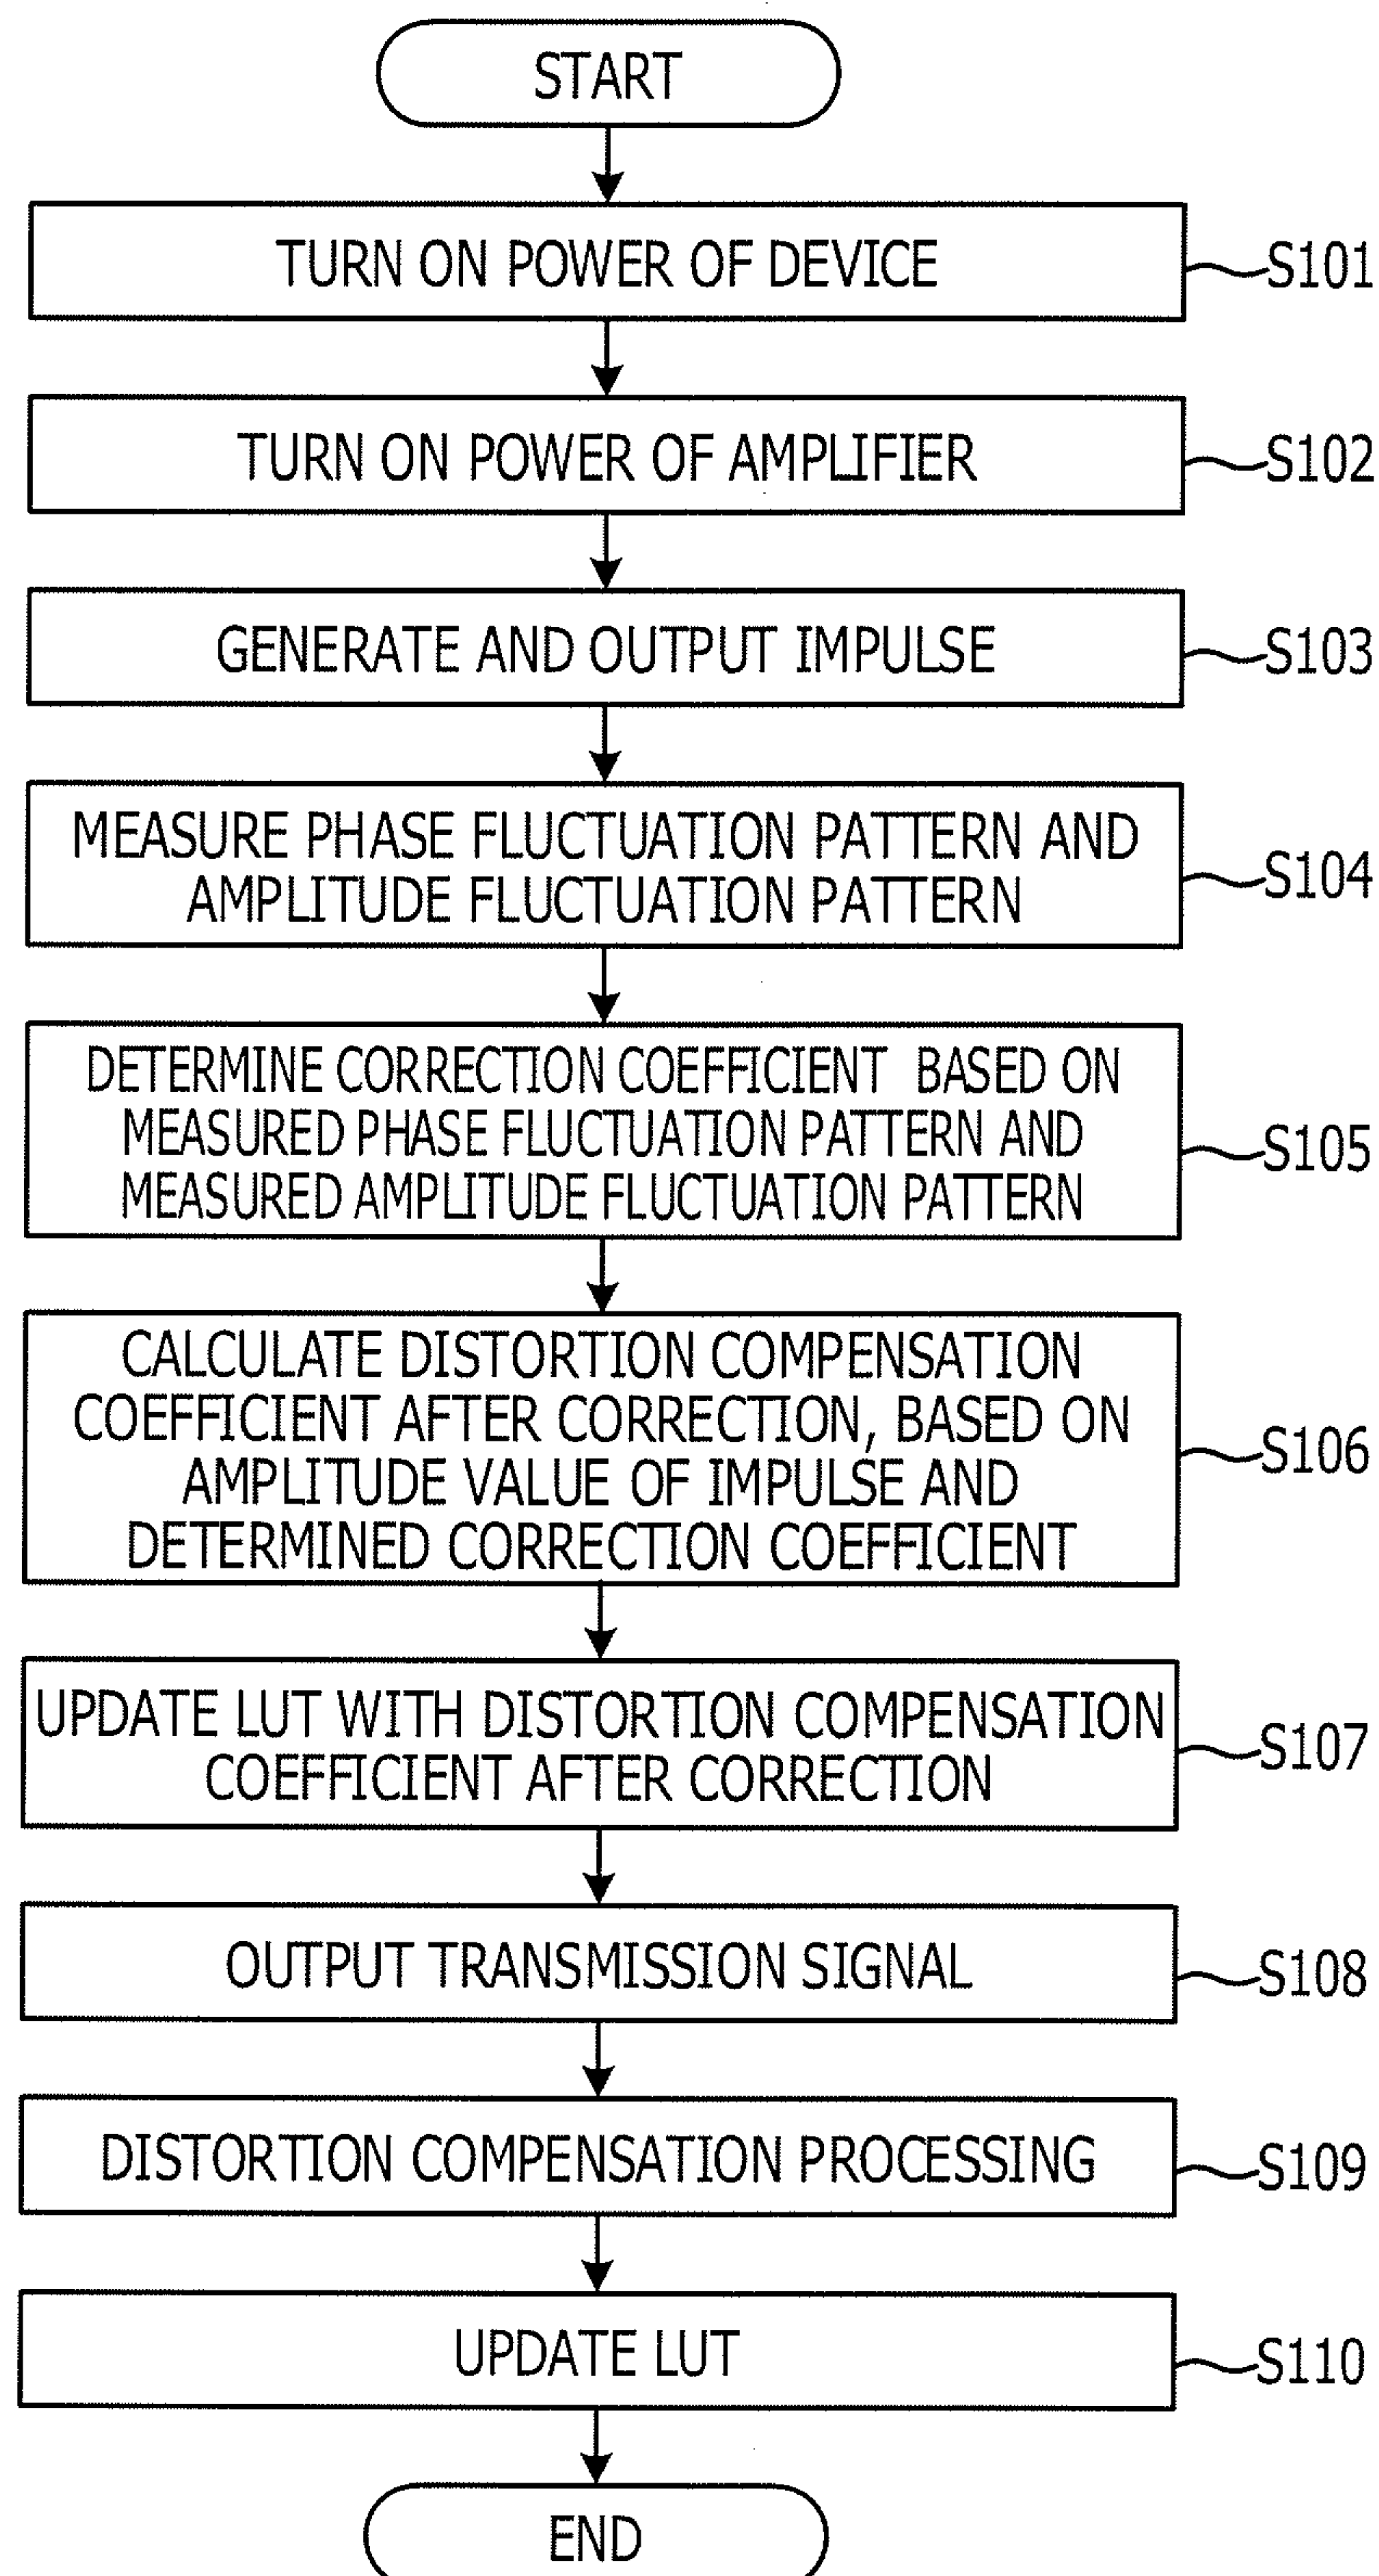 START
TURN ON POWER OF DEVICE
S101
TURN ON POWER OF AMPLIFIER
S102
GENERATE AND OUTPUT IMPULSE
S103
MEASURE PHASE FLUCTUATION PATTERN AND
AMPLITUDE FLUCTUATION PATTERN
S104
DETERMINE CORRECTION COEFFICIENT BASED ON
MEASURED PHASE FLUCTUATION PATTERN AND
MEASURED AMPLITUDE FLUCTUATION PATTERN
S105
CALCULATE DISTORTION COMPENSATION
COEFFICIENT AFTER CORRECTION, BASED ON
AMPLITUDE VALUE OF IMPULSE AND
DETERMINED CORRECTION COEFFICIENT
S106
UPDATE LUT WITH DISTORTION COMPENSATION
COEFFICIENT AFTER CORRECTION
S107
OUTPUT TRANSMISSION SIGNAL
S108
DISTORTION COMPENSATION PROCESSING
S109
UPDATE LUT
S110
END